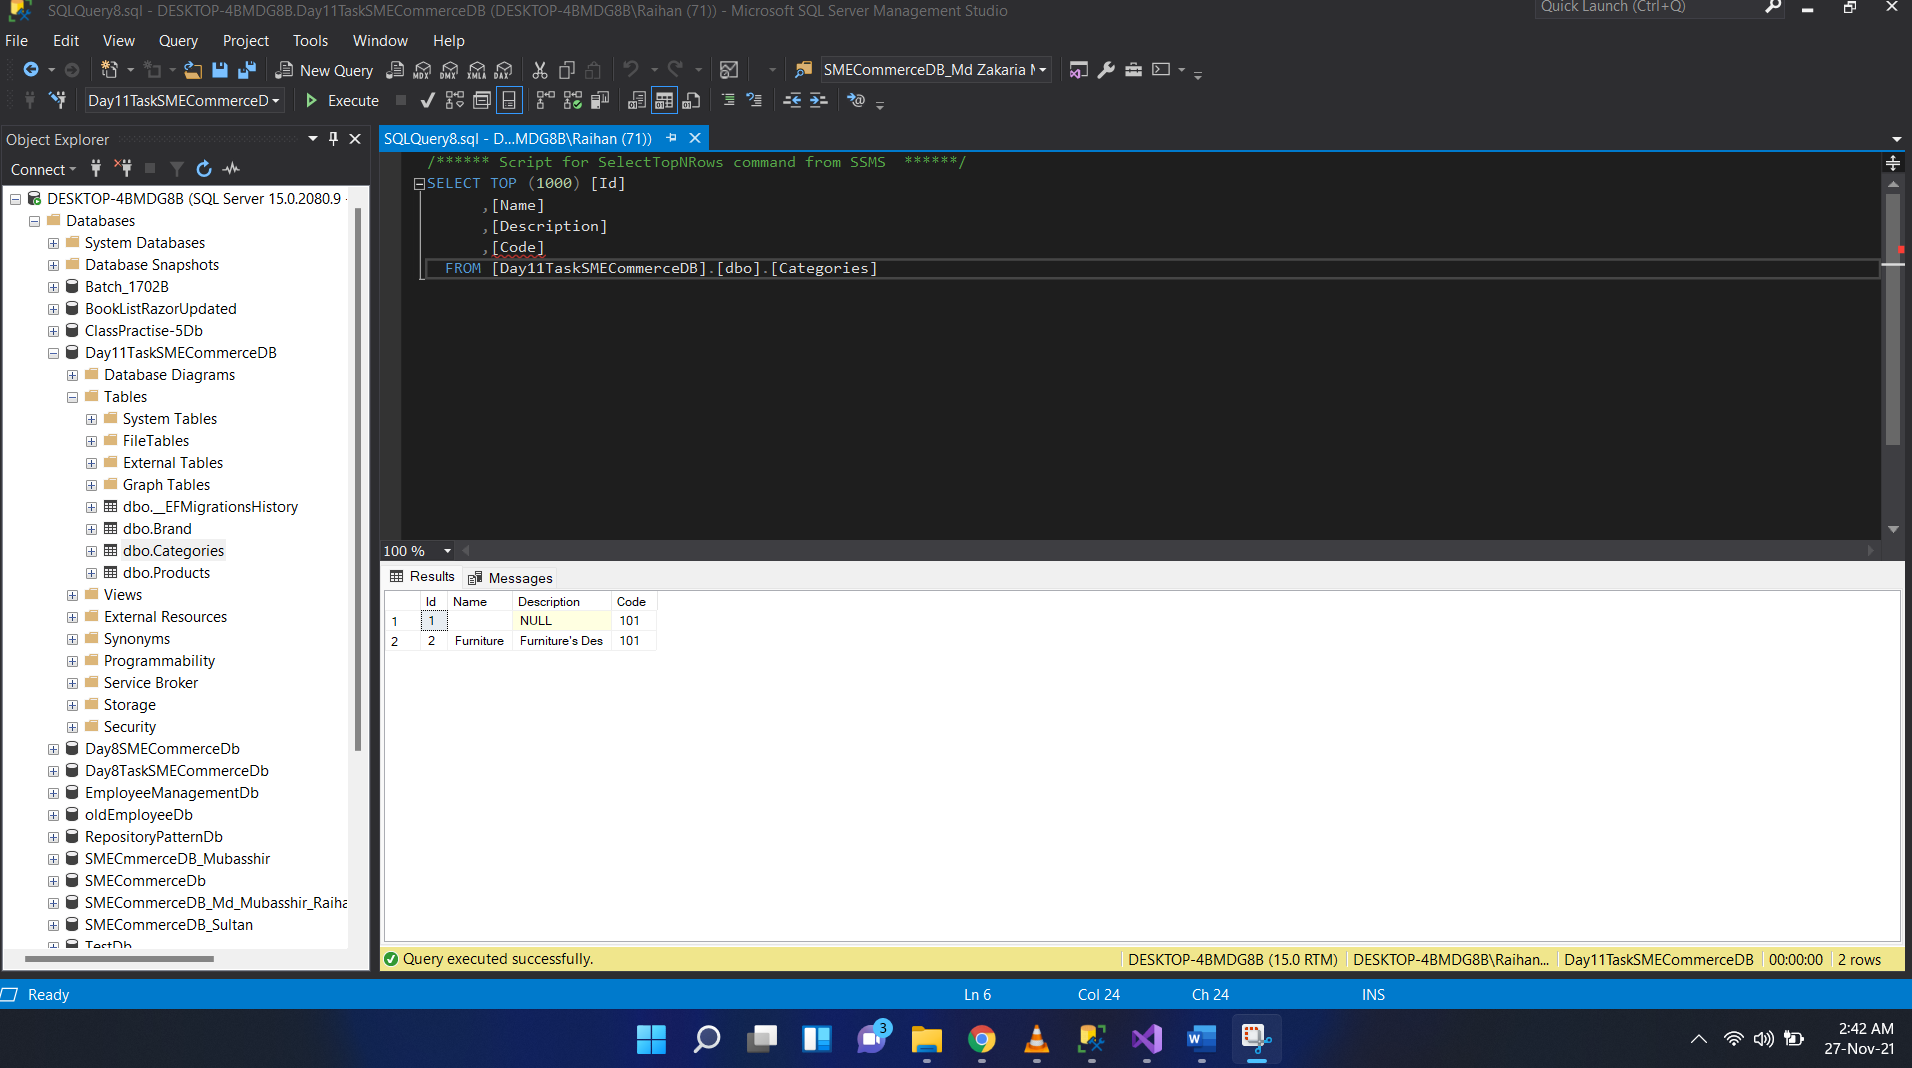 SQLQuery8.sql - DESKTOP-4BMDG8B.Day11TaskSMECommerceDB (DESKTOP-4BMDG8B\Raihan (71)) - Microsoft SQL Server Management Studio
Quick Launch (Ctrl+Q)
File Edit View Query Project Tools Window Help
New Query MDX DMX XMLA DAX SMECommerceDB_Md Zakaria
Day11TaskSMECommerceD Execute
Object Explorer
Connect
DESKTOP-4BMDG8B (SQL Server 15.0.2080.9 -
Databases
System Databases
Database Snapshots
Batch_1702B
BookListRazorUpdated
ClassPractise-5Db
Day11TaskSMECommerceDB
Database Diagrams
Tables
System Tables
FileTables
External Tables
Graph Tables
dbo.__EFMigrationsHistory
dbo.Brand
dbo.Categories
dbo.Products
Views
External Resources
Synonyms
Programmability
Service Broker
Storage
Security
Day8SMECommerceDb
Day8TaskSMECommerceDb
EmployeeManagementDb
oldEmployeeDb
RepositoryPatternDb
SMECmmerceDB_Mubasshir
SMECommerceDb
SMECommerceDB_Md_Mubasshir_Raiha
SMECommerceDB_Sultan
TestDb
SQLQuery8.sql - D...MDG8B\Raihan (71))
/****** Script for SelectTopNRows command from SSMS  ******/
SELECT TOP (1000) [Id]
,[Name]
,[Description]
,[Code]
FROM [Day11TaskSMECommerceDB].[dbo].[Categories]
100 %
Results Messages
Id Name Description Code
1 1 NULL 101
2 2 Furniture Furniture's Des 101
Query executed successfully. DESKTOP-4BMDG8B (15.0 RTM) DESKTOP-4BMDG8B\Raihan... Day11TaskSMECommerceDB 00:00:00 2 rows
Ready Ln 6 Col 24 Ch 24 INS
3
2:42 AM
27-Nov-21